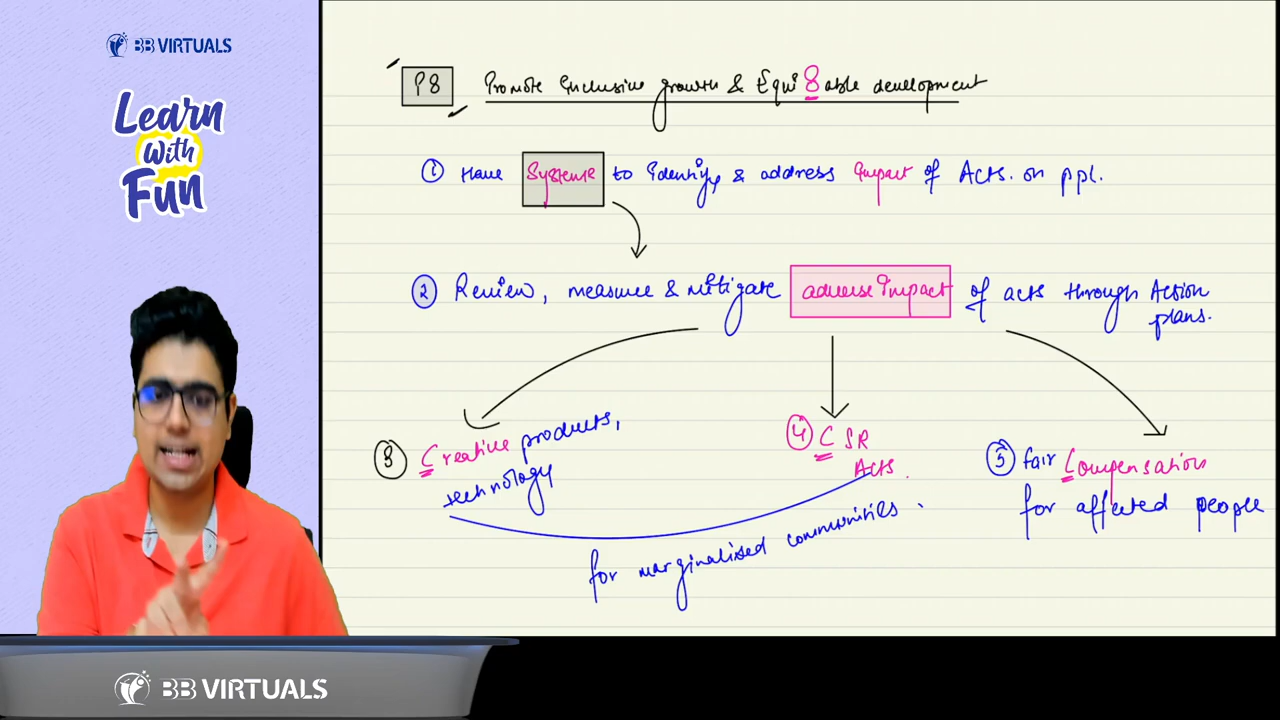 BB VIRTUALS
Learn
With
Fun
P8 Promote Inclusive growth & Equi8able development
① Have Systems to Identify & address Impact of Acts. on ppl.
② Review, measure & mitigate adverse Impact of acts through Action
plans.
③ Creative products,
technology
④ CSR
Acts.
for marginalised communities.
⑤ fair Compensation
for affected people
BB VIRTUALS